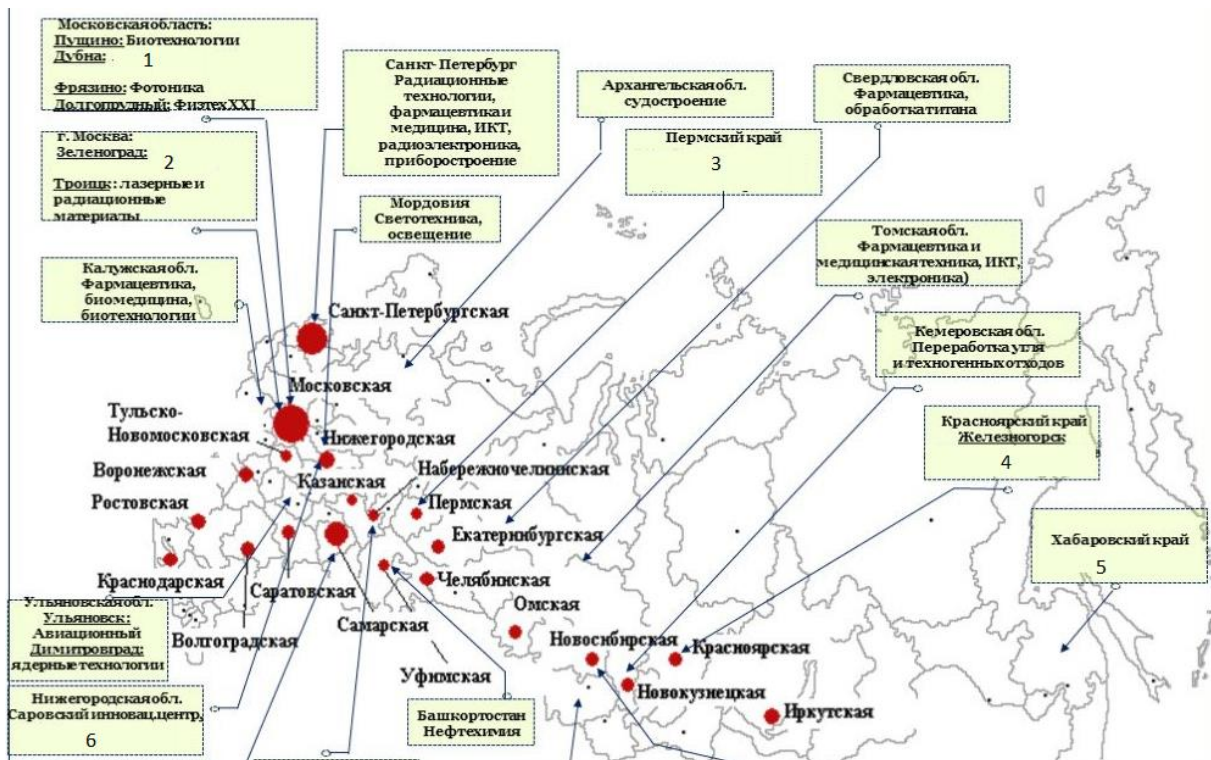 Московская область:
Пущино: Биотехнологии
Дубна: 1
Фрязино: Фотоника
Долгопрудный: Физтех XXI
г. Москва:
Зеленоград:
2
Троицк: лазерные и
радиационные
материалы
Калужская обл.
Фармацевтика,
биомедицина,
биотехнологии
Санкт-Петербург
Радиационные
технологии,
фармацевтика и
медицина, ИКТ,
радиоэлектроника,
приборостроение
Мордовия
Светотехника,
освещение
Архангельская обл.
судостроение
Пермский край
3
Свердловская обл.
Фармацевтика,
обработка титана
Томская обл.
Фармацевтика и
медицинская техника, ИКТ,
электроника)
Кемеровская обл.
Переработка угля
и техногенных отходов
Красноярский край
Железногорск
4
Хабаровский край
5
Санкт-Петербургская
Московская
Тульско-
Новомосковская
Нижегородская
Воронежская
Казанская
Набережночелнинская
Ростовская
Пермская
Екатеринбургская
Краснодарская
Саратовская
Челябинская
Омская
Волгоградская
Самарская
Новосибирская
Красноярская
Уфимская
Новокузнецкая
Иркутская
Ульяновская обл.
Ульяновск:
Авиационный
Димитровград:
ядерные технологии
Нижегородская обл.
Саровский инновац.центр,
6
Башкортостан
Нефтехимия